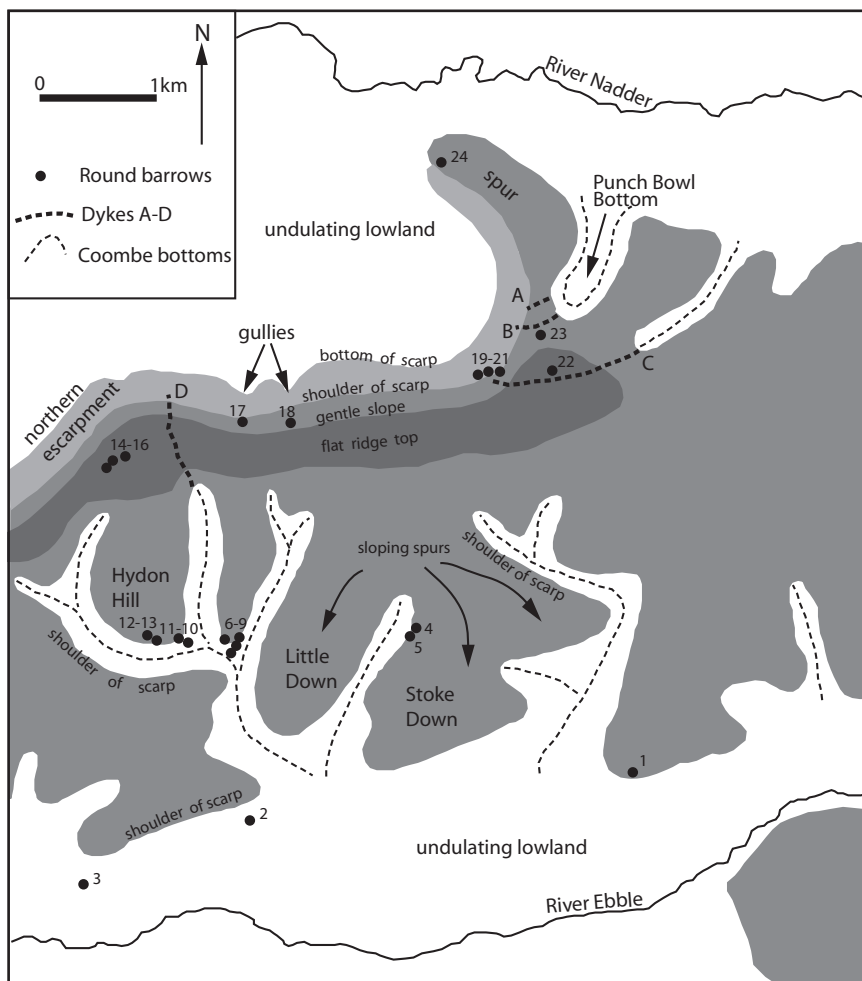 N
0
1km
Round barrows
Dykes A-D
Coombe bottoms
River Nadder
24
spur
Punch Bowl
Bottom
undulating lowland
A
B
23
gullies
bottom of scarp
19-21
22
C
D
shoulder of scarp
17
18
gentle slope
northern
escarpment
flat ridge top
14-16
sloping spurs
shoulder of scarp
Hydon
Hill
12-13
11-10
6-9
4
5
shoulder of scarp
Little
Down
Stoke
Down
1
shoulder of scarp
2
undulating lowland
3
River Ebble